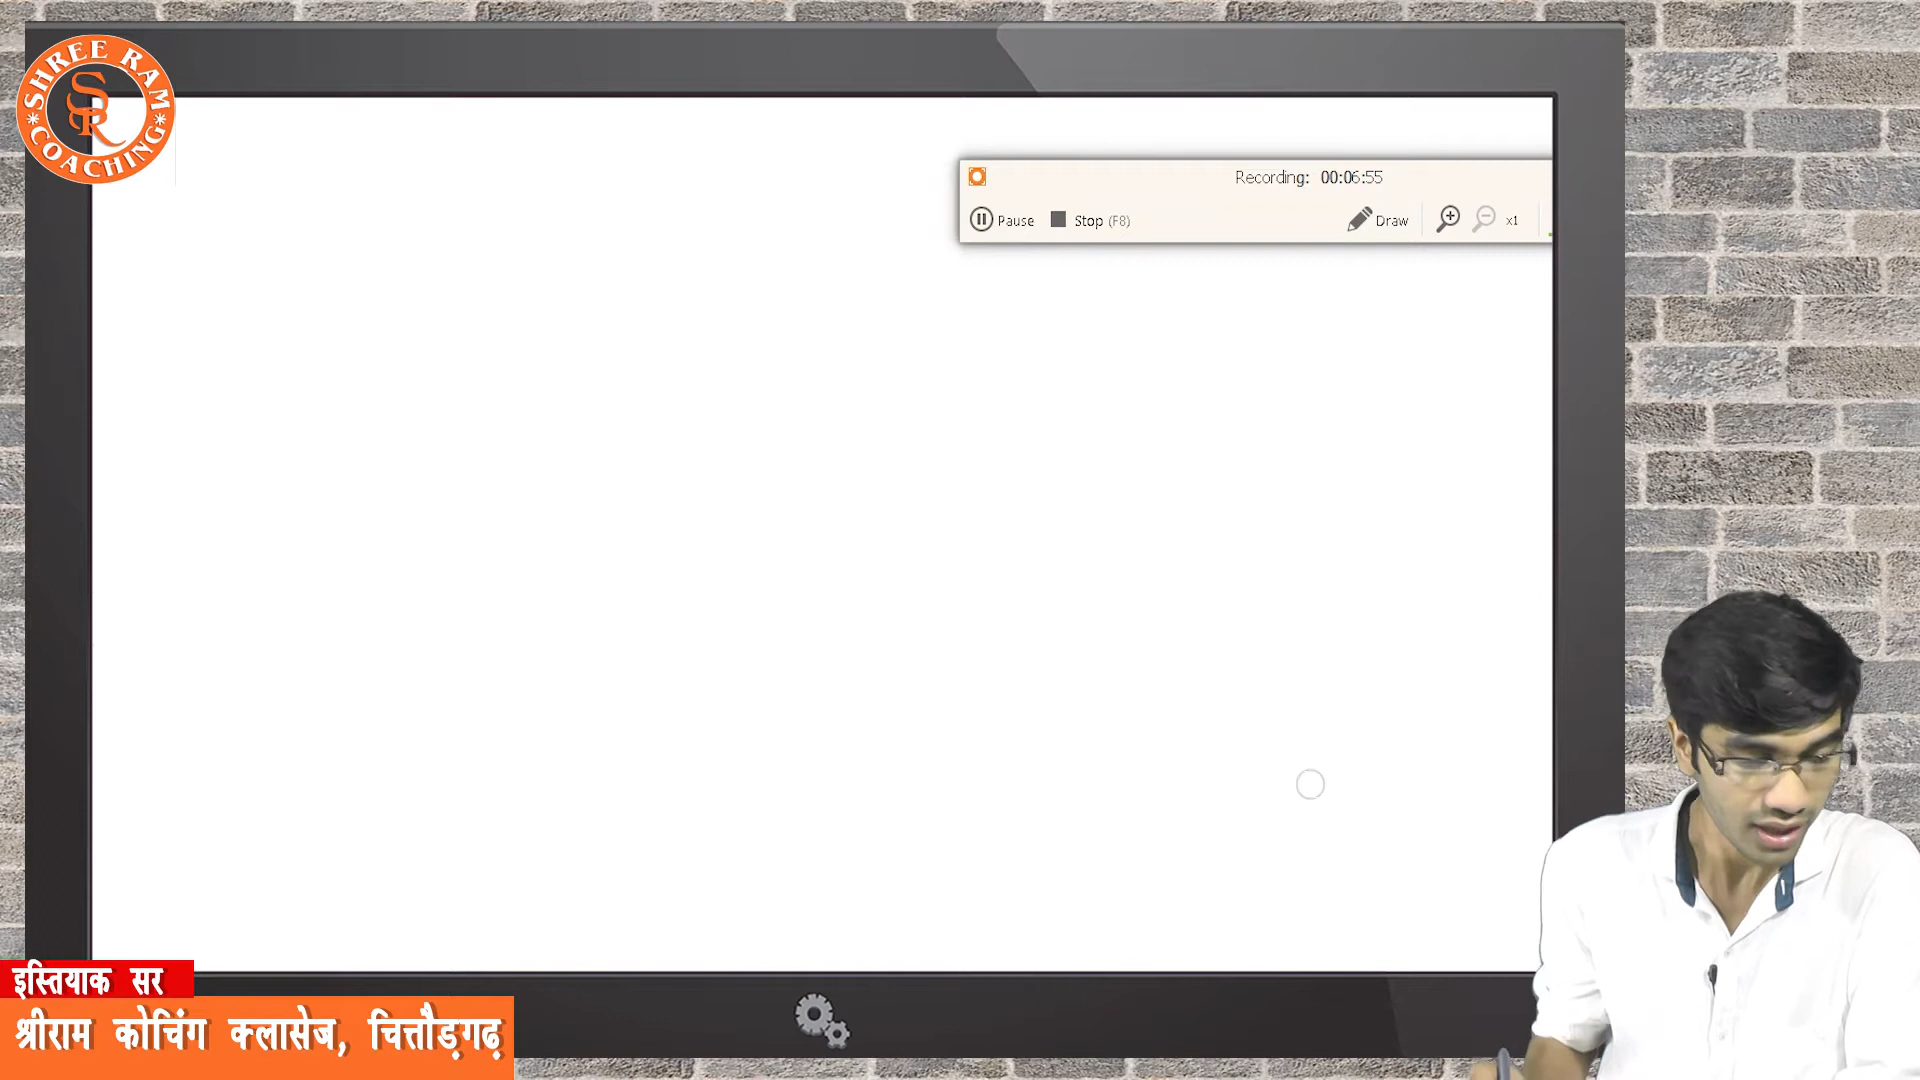 SHREE RAM
SR
* COACHING *
Recording: 00:06:55
Pause Stop (F8) Draw x1
इस्तियाक सर
श्रीराम कोचिंग क्लासेज, चित्तौड़गढ़